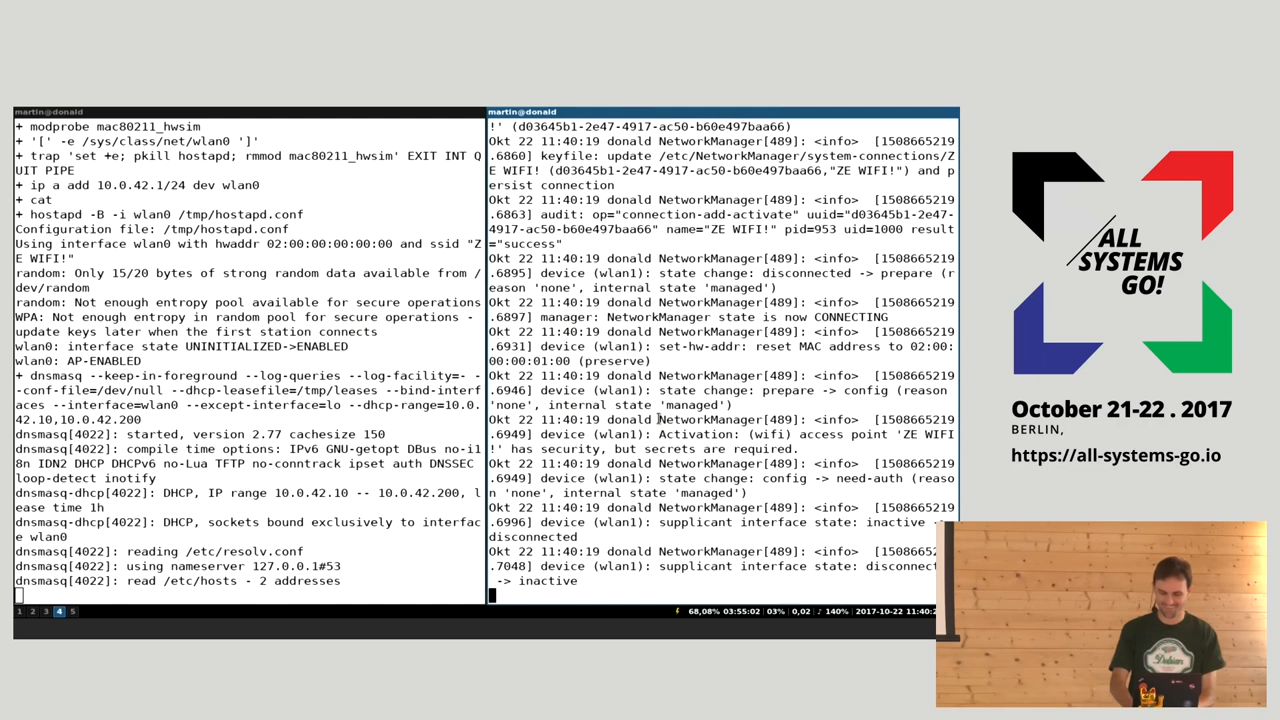 martin@donald
+ modprobe mac80211_hwsim
+ '[' -e /sys/class/net/wlan0 ']'
+ trap 'set +e; pkill hostapd; rmmod mac80211_hwsim' EXIT INT Q
UIT PIPE
+ ip a add 10.0.42.1/24 dev wlan0
+ cat
+ hostapd -B -i wlan0 /tmp/hostapd.conf
Configuration file: /tmp/hostapd.conf
Using interface wlan0 with hwaddr 02:00:00:00:00:00 and ssid "Z
E WIFI!"
random: Only 15/20 bytes of strong random data available from /
dev/random
random: Not enough entropy pool available for secure operations
WPA: Not enough entropy in random pool for secure operations -
update keys later when the first station connects
wlan0: interface state UNINITIALIZED->ENABLED
wlan0: AP-ENABLED
+ dnsmasq --keep-in-foreground --log-queries --log-facility=- -
-conf-file=/dev/null --dhcp-leasefile=/tmp/leases --bind-interf
aces --interface=wlan0 --except-interface=lo --dhcp-range=10.0.
42.10,10.0.42.200
dnsmasq[4022]: started, version 2.77 cachesize 150
dnsmasq[4022]: compile time options: IPv6 GNU-getopt DBus no-i1
8n IDN2 DHCP DHCPv6 no-Lua TFTP no-conntrack ipset auth DNSSEC
loop-detect inotify
dnsmasq-dhcp[4022]: DHCP, IP range 10.0.42.10 -- 10.0.42.200, l
ease time 1h
dnsmasq-dhcp[4022]: DHCP, sockets bound exclusively to interfac
e wlan0
dnsmasq[4022]: reading /etc/resolv.conf
dnsmasq[4022]: using nameserver 127.0.0.1#53
dnsmasq[4022]: read /etc/hosts - 2 addresses
martin@donald
!' (d03645b1-2e47-4917-ac50-b60e497baa66)
Okt 22 11:40:19 donald NetworkManager[489]: <info>  [1508665219
.6860] keyfile: update /etc/NetworkManager/system-connections/Z
E WIFI! (d03645b1-2e47-4917-ac50-b60e497baa66,"ZE WIFI!") and p
ersist connection
Okt 22 11:40:19 donald NetworkManager[489]: <info>  [1508665219
.6863] audit: op="connection-add-activate" uuid="d03645b1-2e47-
4917-ac50-b60e497baa66" name="ZE WIFI!" pid=953 uid=1000 result
="success"
Okt 22 11:40:19 donald NetworkManager[489]: <info>  [1508665219
.6895] device (wlan1): state change: disconnected -> prepare (r
eason 'none', internal state 'managed')
Okt 22 11:40:19 donald NetworkManager[489]: <info>  [1508665219
.6897] manager: NetworkManager state is now CONNECTING
Okt 22 11:40:19 donald NetworkManager[489]: <info>  [1508665219
.6931] device (wlan1): set-hw-addr: reset MAC address to 02:00:
00:00:01:00 (preserve)
Okt 22 11:40:19 donald NetworkManager[489]: <info>  [1508665219
.6946] device (wlan1): state change: prepare -> config (reason
'none', internal state 'managed')
Okt 22 11:40:19 donald NetworkManager[489]: <info>  [1508665219
.6949] device (wlan1): Activation: (wifi) access point 'ZE WIFI
!' has security, but secrets are required.
Okt 22 11:40:19 donald NetworkManager[489]: <info>  [1508665219
.6949] device (wlan1): state change: config -> need-auth (reaso
n 'none', internal state 'managed')
Okt 22 11:40:19 donald NetworkManager[489]: <info>  [1508665219
.6996] device (wlan1): supplicant interface state: inactive
disconnected
Okt 22 11:40:19 donald NetworkManager[489]: <info>
.7048] device (wlan1): supplicant interface state: disconnect
-> inactive
1 2 3 4 5
68,08% 03:55:02 | 03% | 0,02 | ♪ 140% | 2017-10-22 11:40:2
ALL
SYSTEMS
GO!
October 21-22 . 2017
BERLIN,
https://all-systems-go.io
Debian